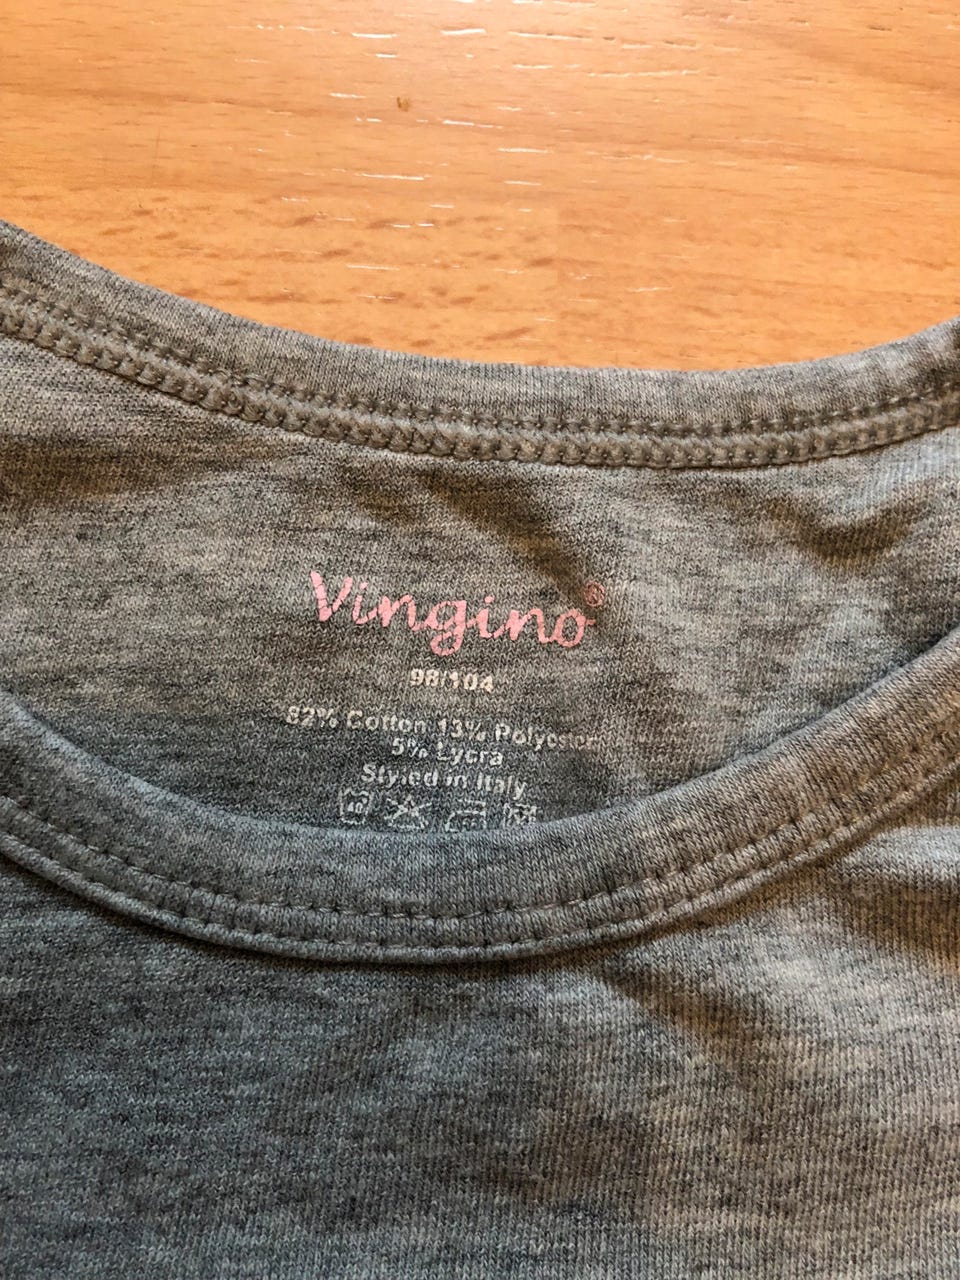 Vingino®
98/104
82% Cotton 13% Polyester
5% Lycra
Styled in Italy